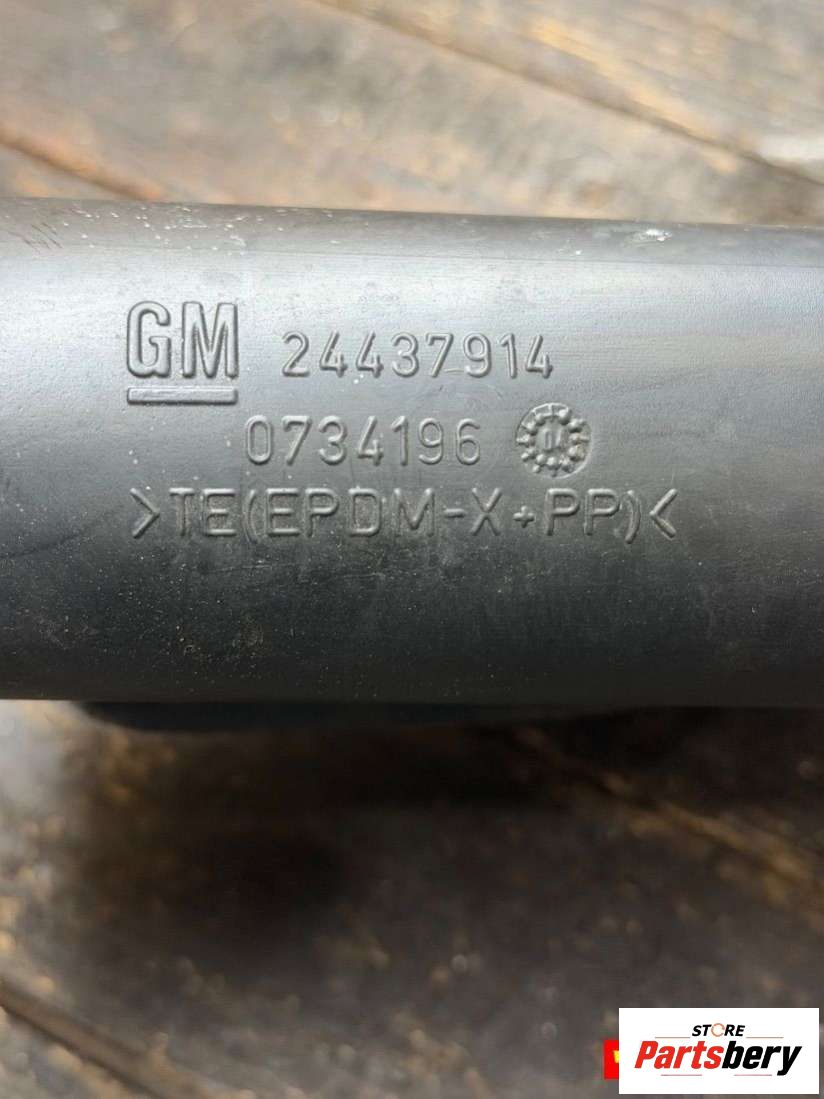 GM 24437914
0734196
>TE(EPDM-X+PP)<
STORE
Partsbery